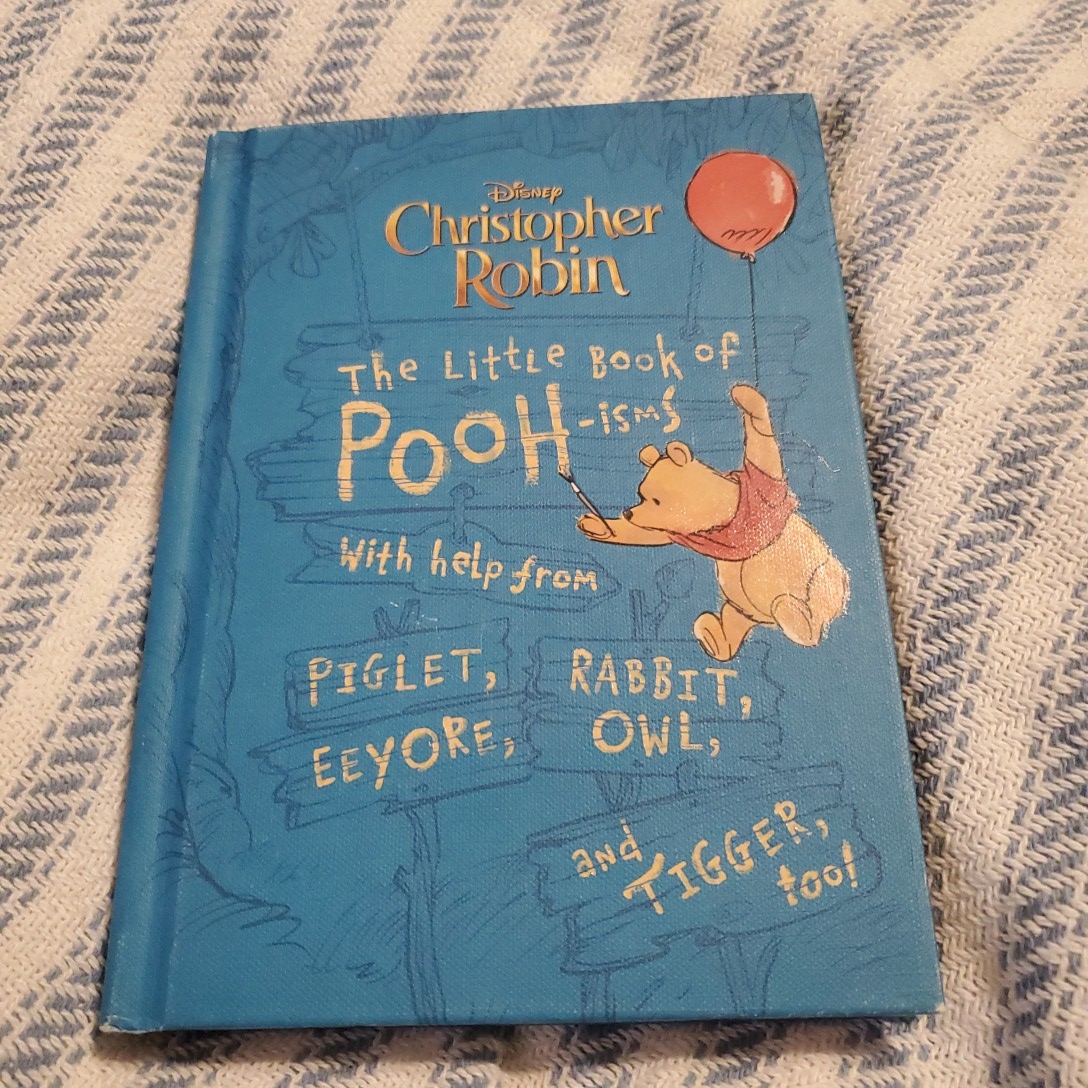 Disney
Christopher
Robin
The Little Book of
POOH-isms
With help from
PIGLET,
EEYORE,
RABBIT,
OWL,
and
TIGGER,
too!